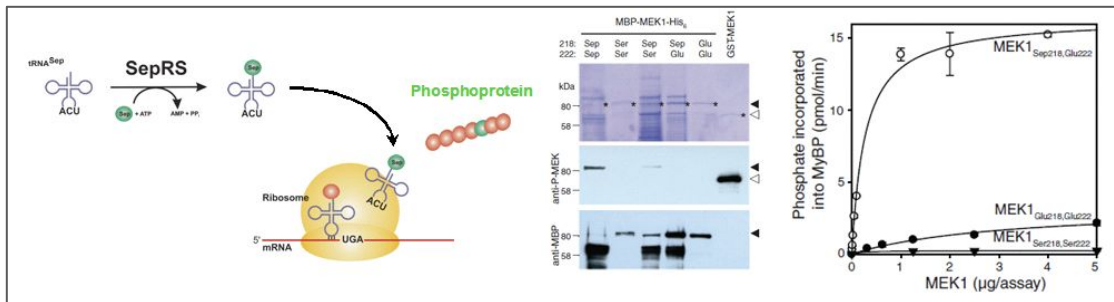 tRNA^Sep
SepRS
ACU
Sep + ATP
AMP + PPi
Sep
ACU
Phosphoprotein
Sep
ACU
Ribosome
5'
mRNA
UGA
MBP-MEK1-His6
218: Sep Ser Sep Sep Glu
222: Sep Ser Ser Glu Glu
GST-MEK1
kDa
80
58
anti-P-MEK
80
58
anti-MBP
80
58
Phosphate incorporated
into MyBP (pmol/min)
15
10
5
0
MEK1Sep218,Glu222
MEK1Glu218,Glu222
MEK1Ser218,Ser222
0 1 2 3 4 5
MEK1 (µg/assay)